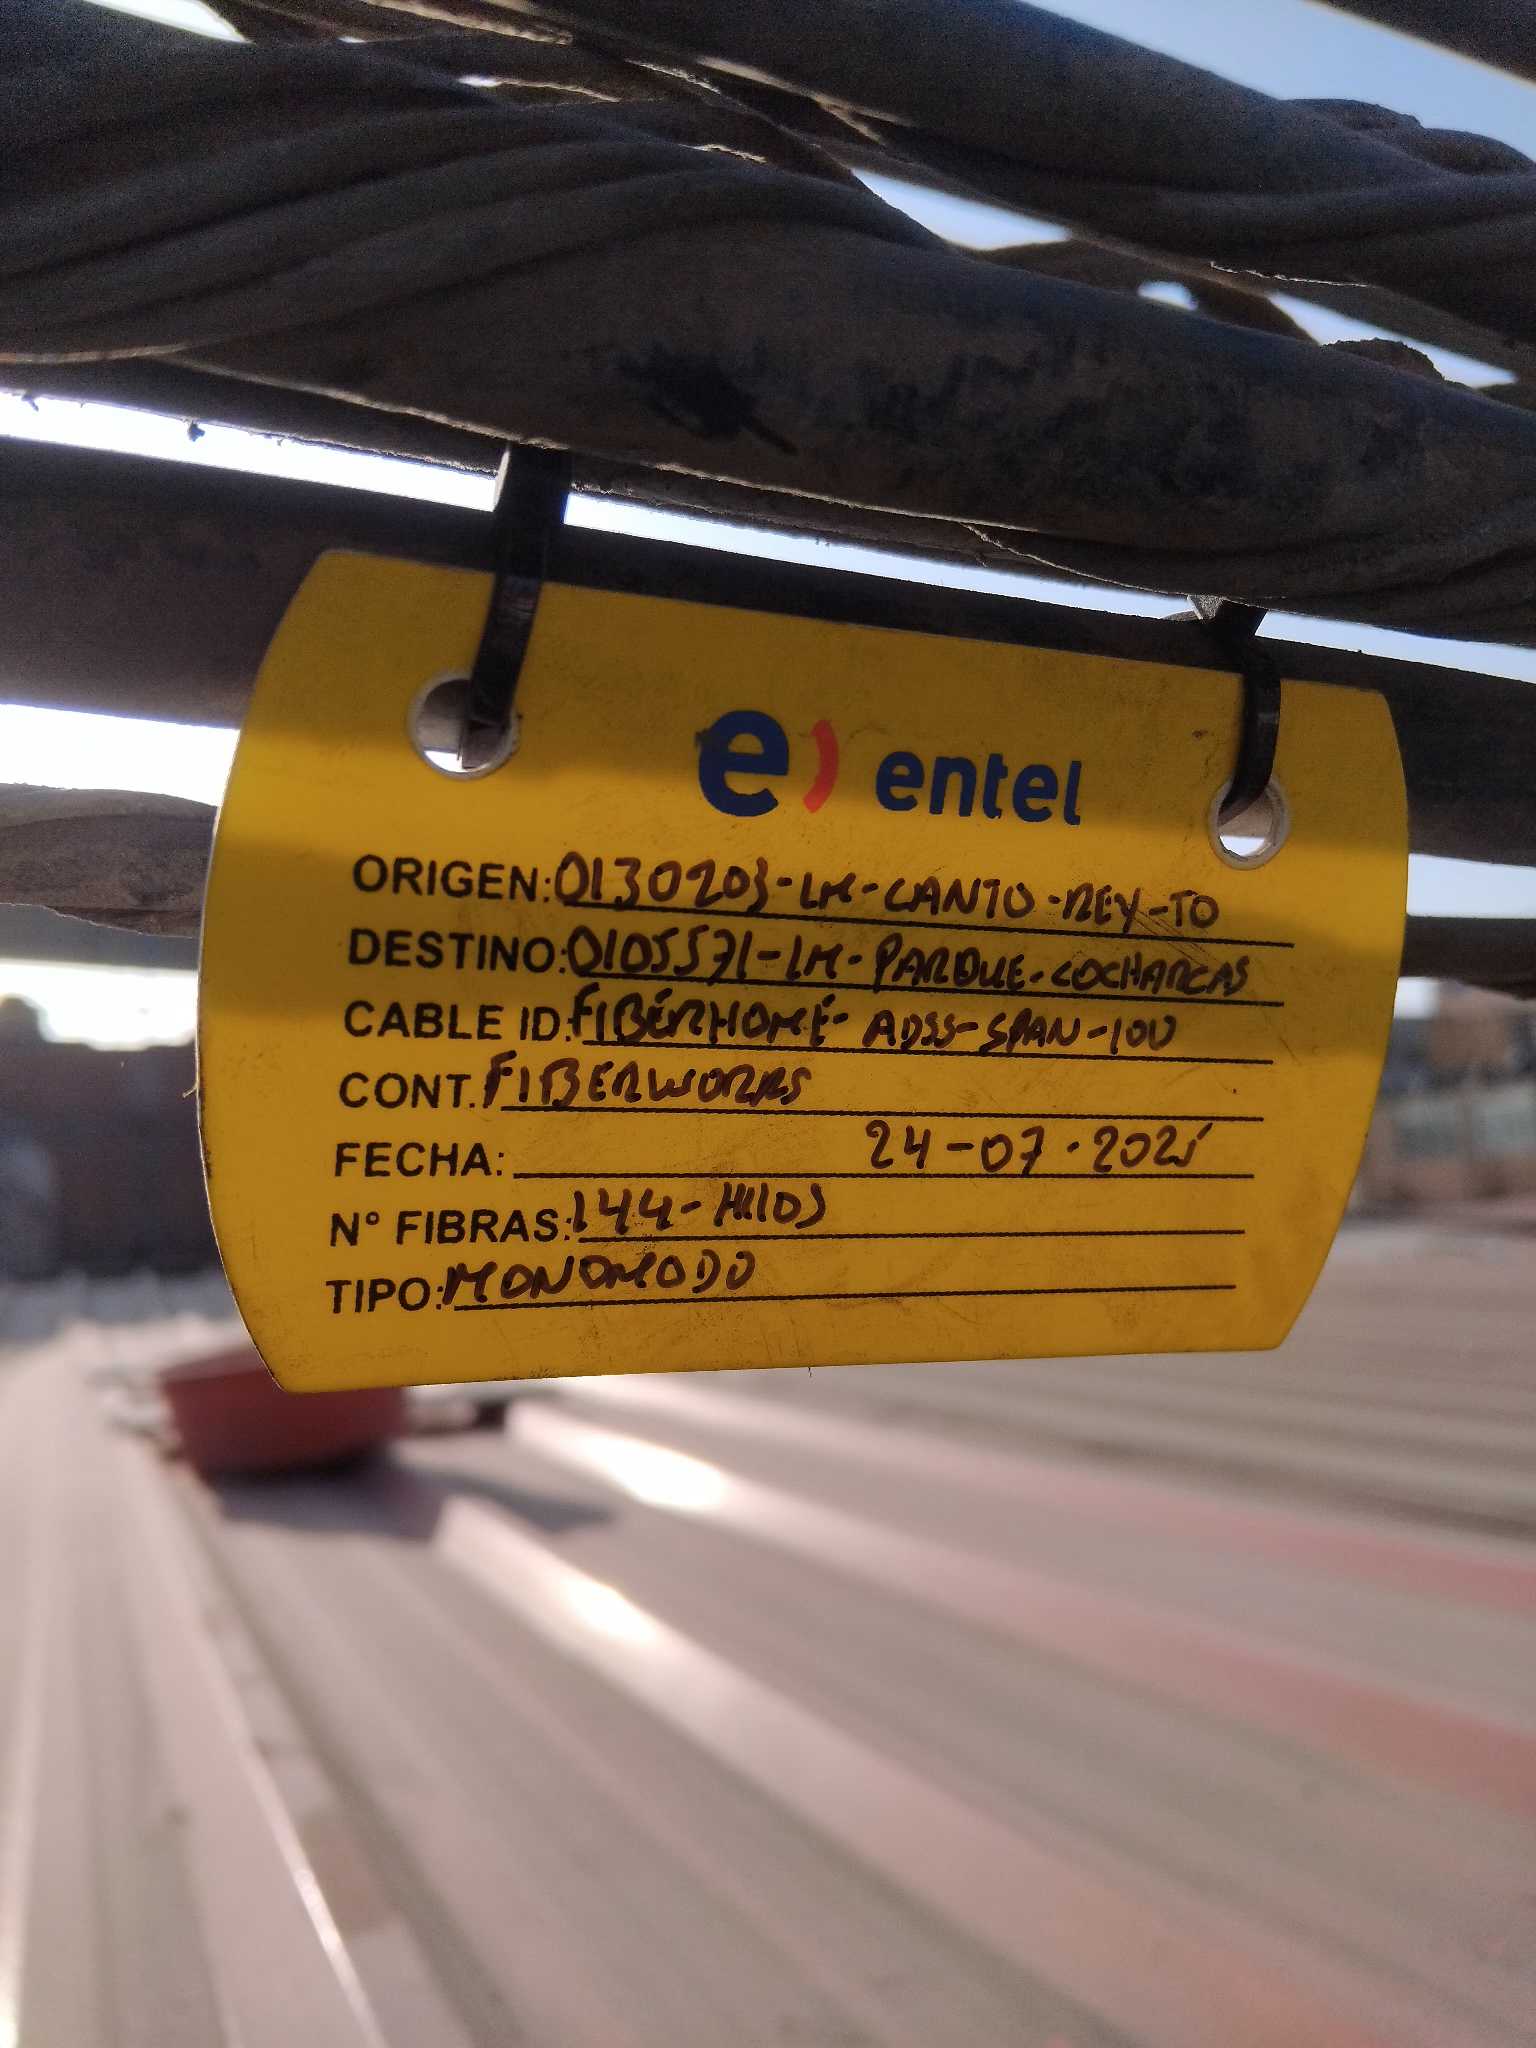 e) entel
ORIGEN: 0130203-LM-CANTO-REY-TO
DESTINO: 0105571-LM-PARQUE-COCHARCAS
CABLE ID: FIBERHOME-ADSS-SPAN-100
CONT. FIBERWORKS
FECHA: 24-07-2025
N° FIBRAS: 144-HILOS
TIPO: MONOMODO